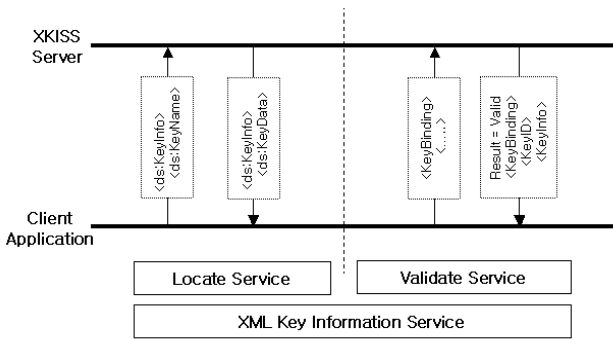 XKISS
Server
<ds:KeyInfo>
<ds:KeyName>
<ds:KeyInfo>
<ds:KeyData>
<KeyBinding>
<.....>
Result = Valid
<KeyBinding>
<KeyID>
<KeyInfo>
Client
Application
Locate Service
Validate Service
XML Key Information Service